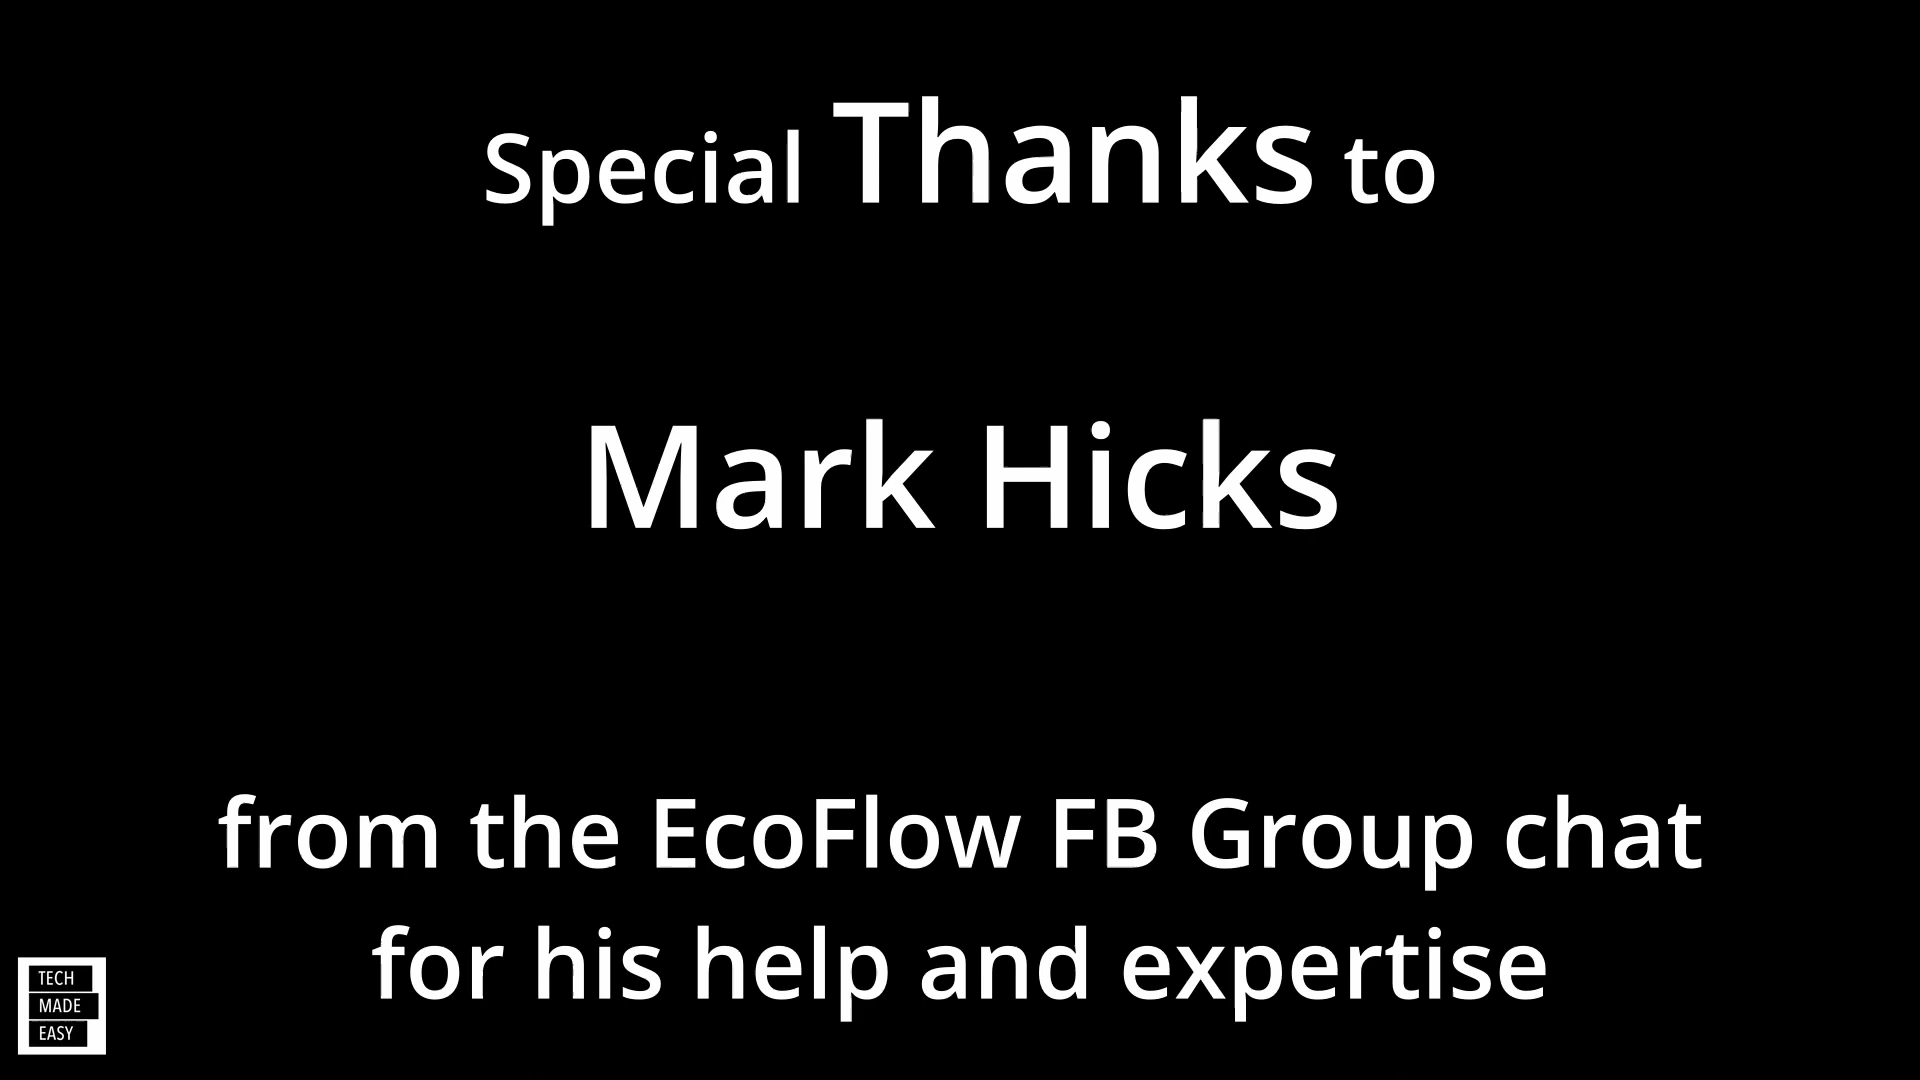 Special Thanks to
Mark Hicks
from the EcoFlow FB Group chat
for his help and expertise
TECH
MADE
EASY